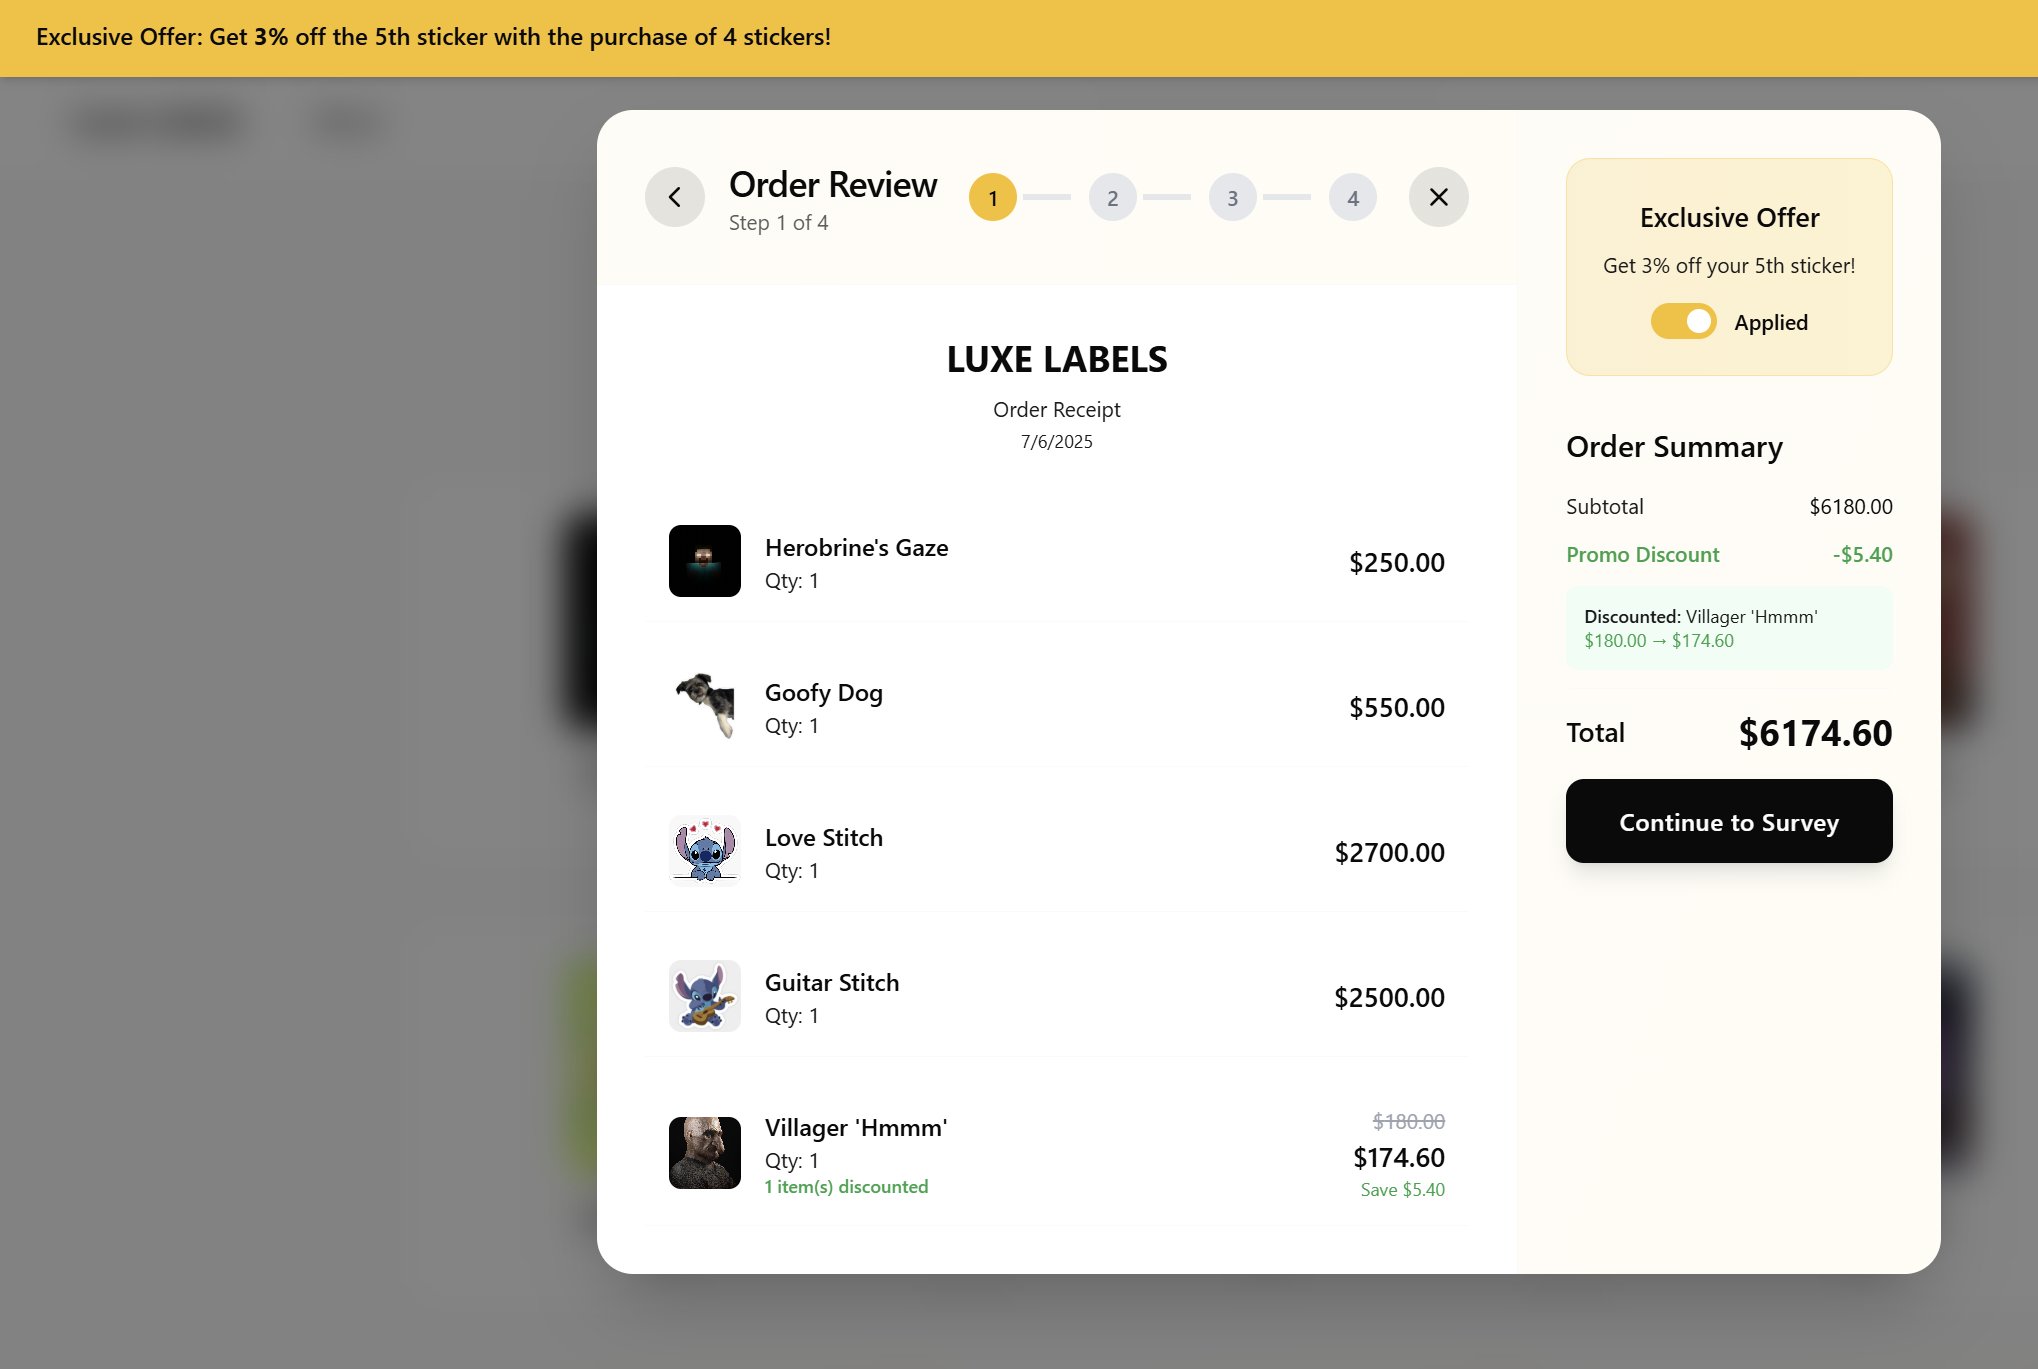 Exclusive Offer: Get 3% off the 5th sticker with the purchase of 4 stickers!
Order Review
Step 1 of 4
1
2
3
4
LUXE LABELS
Order Receipt
7/6/2025
Herobrine's Gaze
Qty: 1
$250.00
Goofy Dog
Qty: 1
$550.00
Love Stitch
Qty: 1
$2700.00
Guitar Stitch
Qty: 1
$2500.00
Villager 'Hmmm'
Qty: 1
1 item(s) discounted
$180.00
$174.60
Save $5.40
Exclusive Offer
Get 3% off your 5th sticker!
Applied
Order Summary
Subtotal $6180.00
Promo Discount -$5.40
Discounted: Villager 'Hmmm'
$180.00 → $174.60
Total $6174.60
Continue to Survey